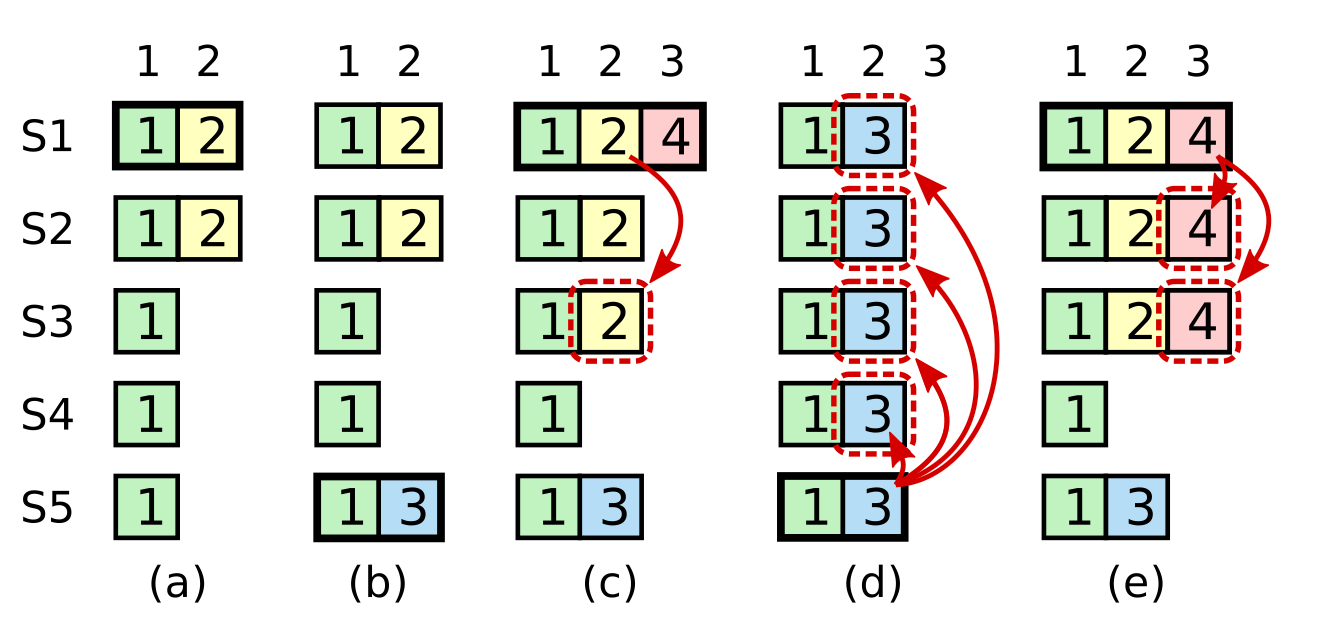 1 2 1 2 1 2 3 1 2 3 1 2 3
S1 1 2 1 2 1 2 4 1 3 1 2 4
S2 1 2 1 2 1 2 1 3 1 2 4
S3 1 1 1 2 1 3 1 2 4
S4 1 1 1 1 3 1
S5 1 1 3 1 3 1 3 1 3
(a) (b) (c) (d) (e)